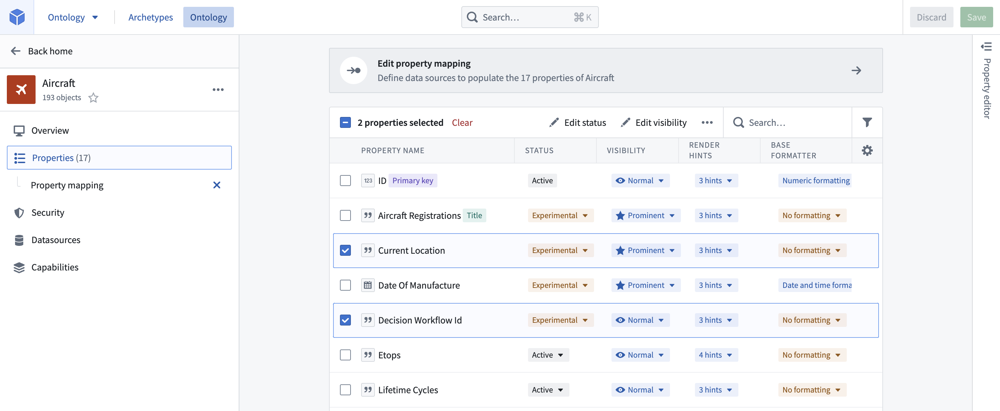 Ontology
Archetypes
Ontology
Search…
⌘ K
Discard
Save
Back home
Aircraft
193 objects
Overview
Properties (17)
Property mapping
Security
Datasources
Capabilities
Edit property mapping
Define data sources to populate the 17 properties of Aircraft
2 properties selected Clear Edit status Edit visibility Search…
PROPERTY NAME STATUS VISIBILITY RENDER HINTS BASE FORMATTER
123 ID Primary key Active Normal 3 hints Numeric formatting
Aircraft Registrations Title Experimental Prominent 3 hints No formatting
Current Location Experimental Prominent 3 hints No formatting
Date Of Manufacture Experimental Prominent 3 hints Date and time forma
Decision Workflow Id Experimental Normal 3 hints No formatting
Etops Active Normal 4 hints No formatting
Lifetime Cycles Active Normal 3 hints No formatting
Property editor